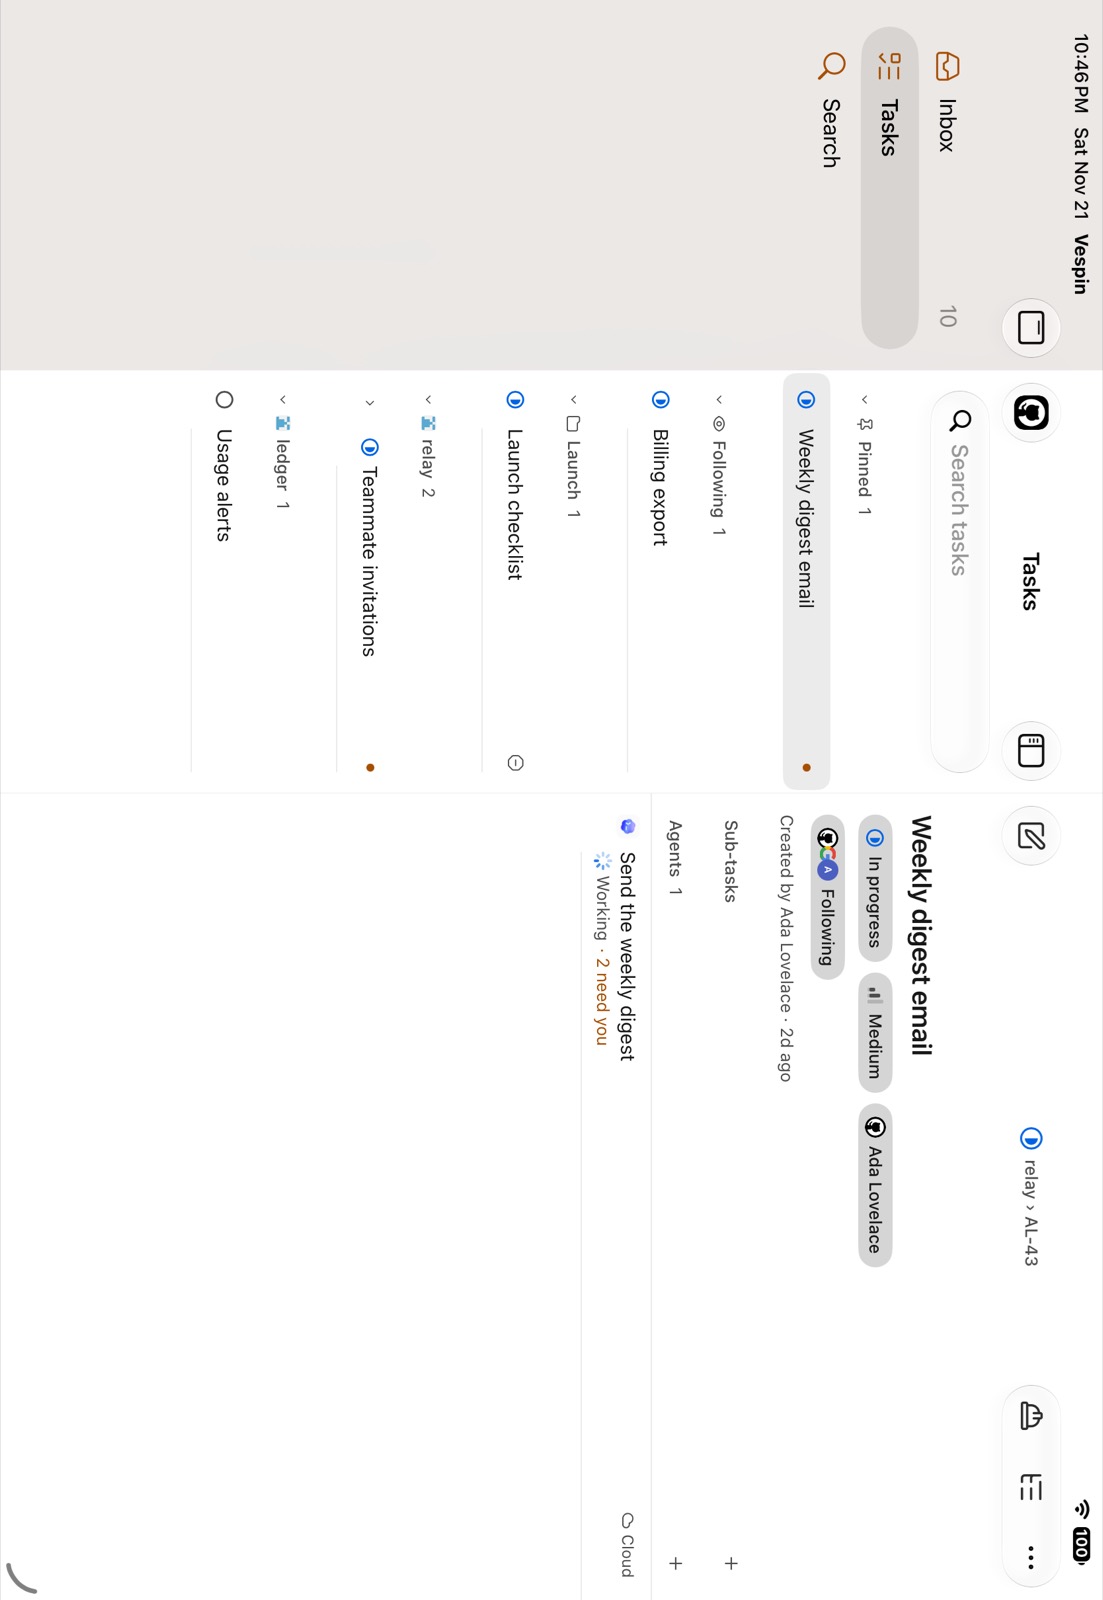 10:46 PM Sat Nov 21 Vespin
100
Inbox 10
Tasks
Search
Tasks
Search tasks
Pinned 1
Weekly digest email
Following 1
Billing export
Launch 1
Launch checklist
relay 2
Teammate invitations
ledger 1
Usage alerts
relay › AL-43
Weekly digest email
In progress Medium Ada Lovelace
A Following
Created by Ada Lovelace · 2d ago
Sub-tasks
Agents 1
Send the weekly digest Cloud
Working · 2 need you